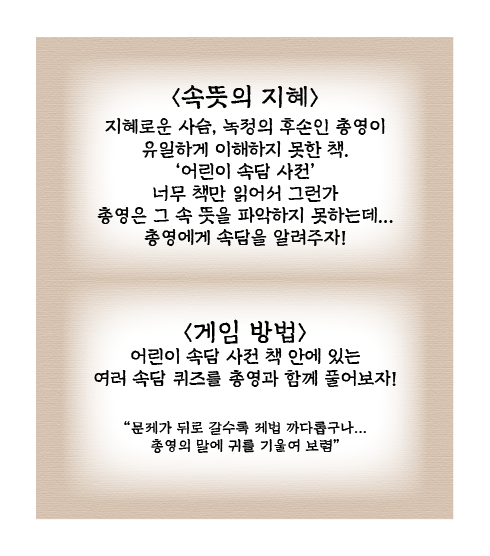 <속뜻의 지혜>
지혜로운 사슴, 녹정의 후손인 총영이
유일하게 이해하지 못한 책.
‘어린이 속담 사전’
너무 책만 읽어서 그런가
총영은 그 속 뜻을 파악하지 못하는데...
총영에게 속담을 알려주자!
<게임 방법>
어린이 속담 사전 책 안에 있는
여러 속담 퀴즈를 총영과 함께 풀어보자!
“문제가 뒤로 갈수록 제법 까다롭구나...
총영의 말에 귀를 기울여 보렴”